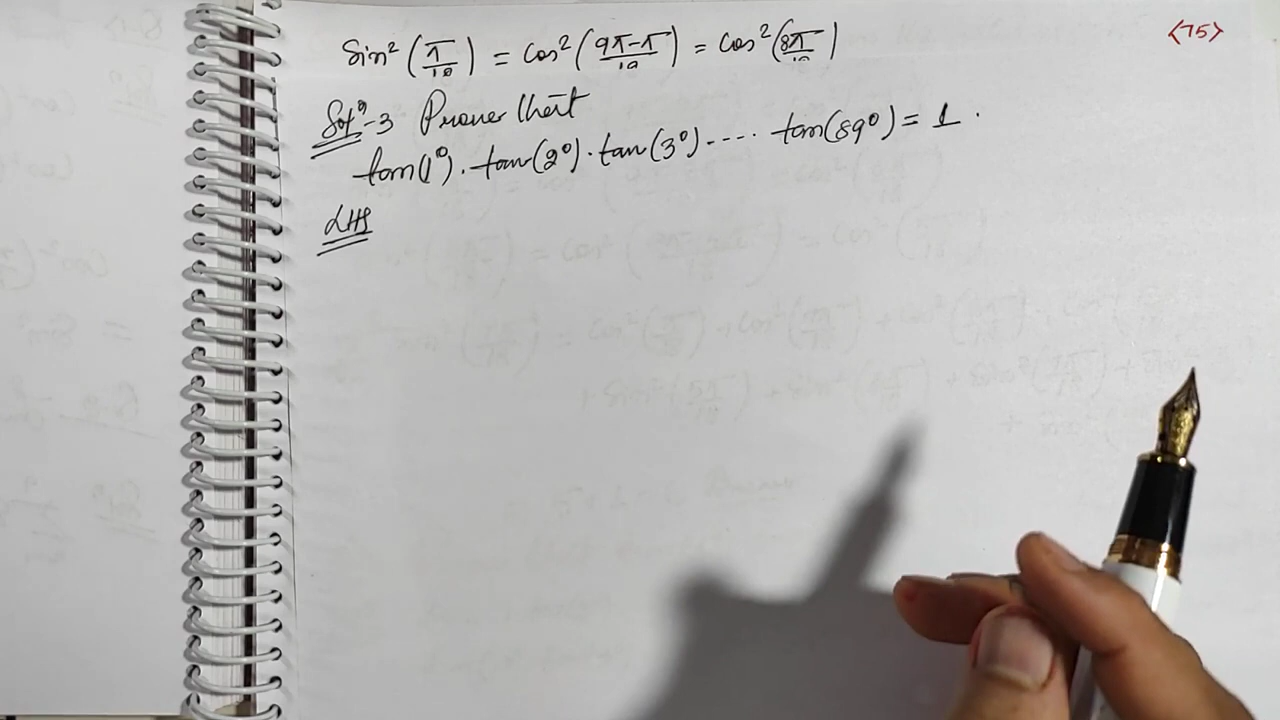 <75>
Sin² (π/18) = cos² (9π-π/18) = cos² (8π/18)
-3 Prove that
tan(1°). tan(2°). tan(3°) ---- tan(89°) = 1.
LHS